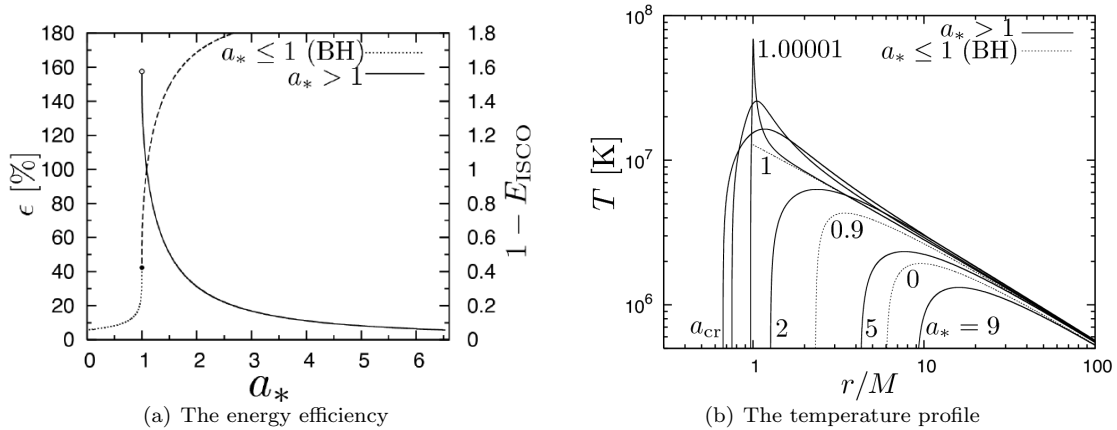 180
160
140
120
100
80
60
40
20
0
ϵ [%]
1.8
1.6
1.4
1.2
1
0.8
0.6
0.4
0.2
0
1 − E_ISCO
a_* ≤ 1 (BH)
a_* > 1
0 1 2 3 4 5 6
a_*
(a) The energy efficiency
10^8
10^7
10^6
T [K]
a_* > 1
a_* ≤ 1 (BH)
1.00001
1
0.9
0
a_cr
2
5
a_* = 9
1 10 100
r/M
(b) The temperature profile